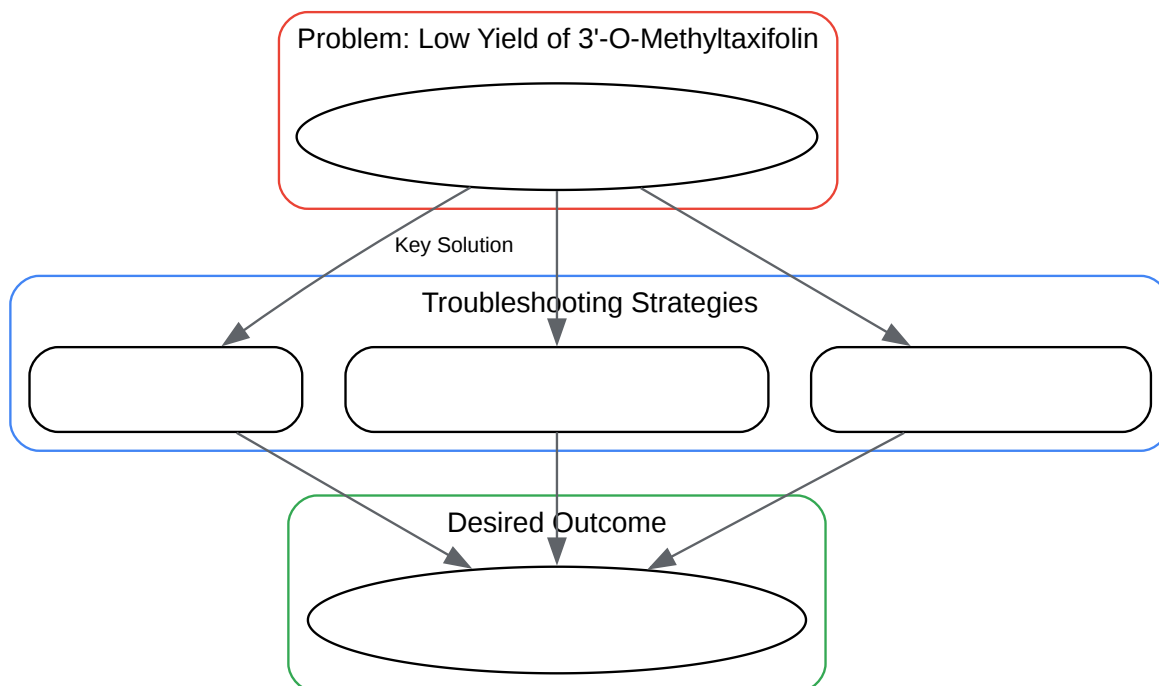 Problem: Low Yield of 3'-O-Methyltaxifolin
Key Solution
Troubleshooting Strategies
Desired Outcome